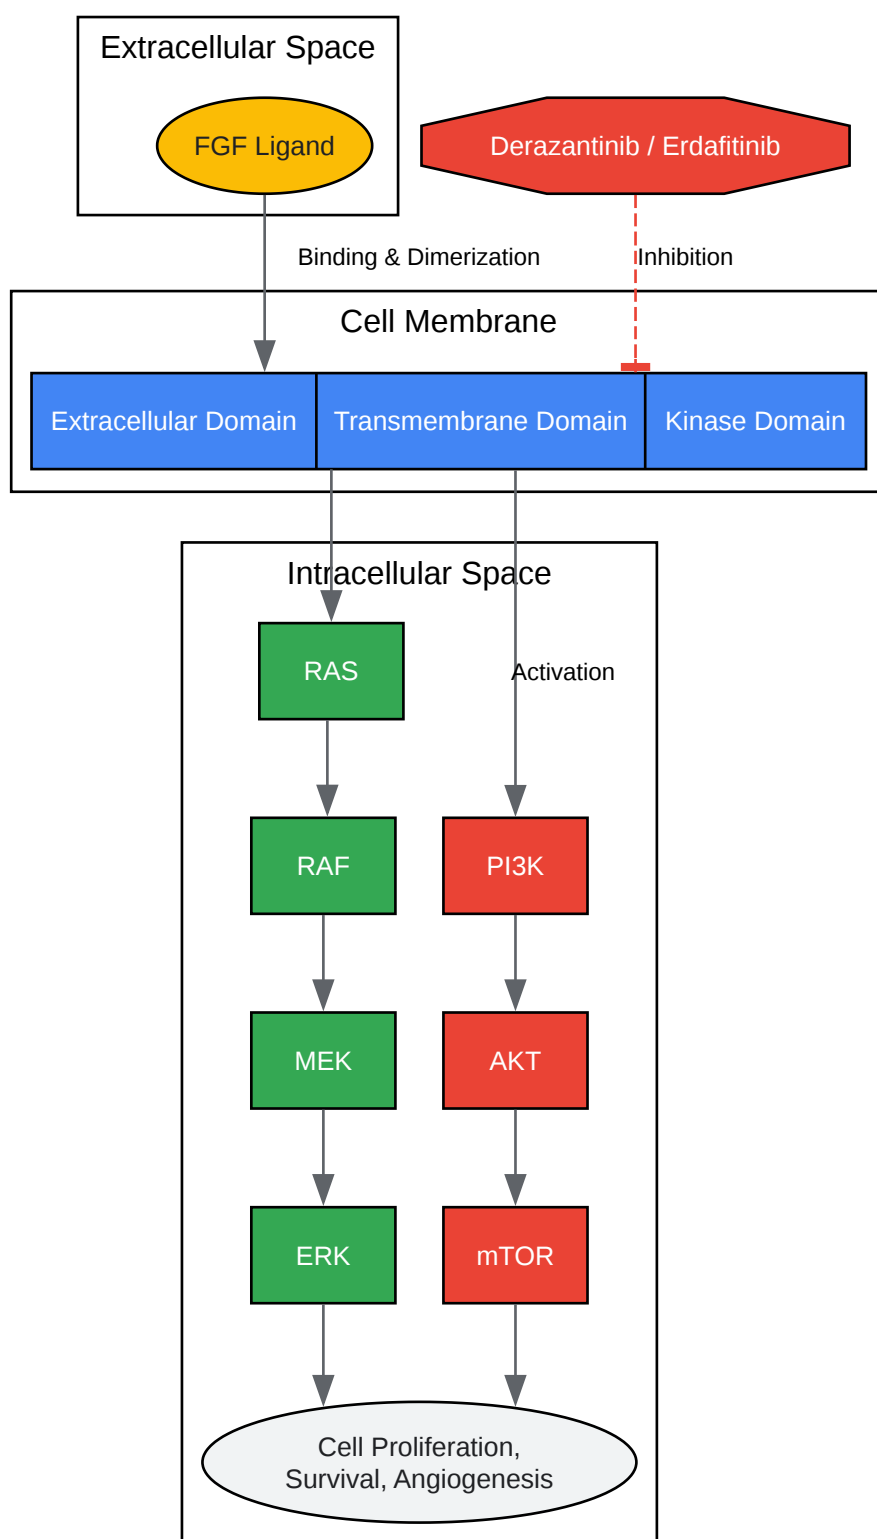 Extracellular Space
FGF Ligand
Derazantinib / Erdafitinib
Binding & Dimerization
Inhibition
Cell Membrane
Extracellular Domain
Transmembrane Domain
Kinase Domain
Intracellular Space
RAS
Activation
RAF
PI3K
MEK
AKT
ERK
mTOR
Cell Proliferation,
Survival, Angiogenesis